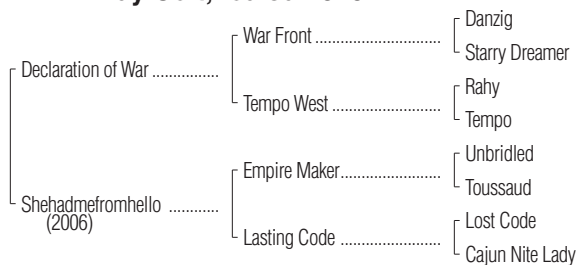 Danzig
War Front ............................
Starry Dreamer
Declaration of War ...............
Rahy
Tempo West .........................
Tempo
Unbridled
Empire Maker.......................
Toussaud
Shehadmefromhello ............
(2006)
Lost Code
Lasting Code .......................
Cajun Nite Lady